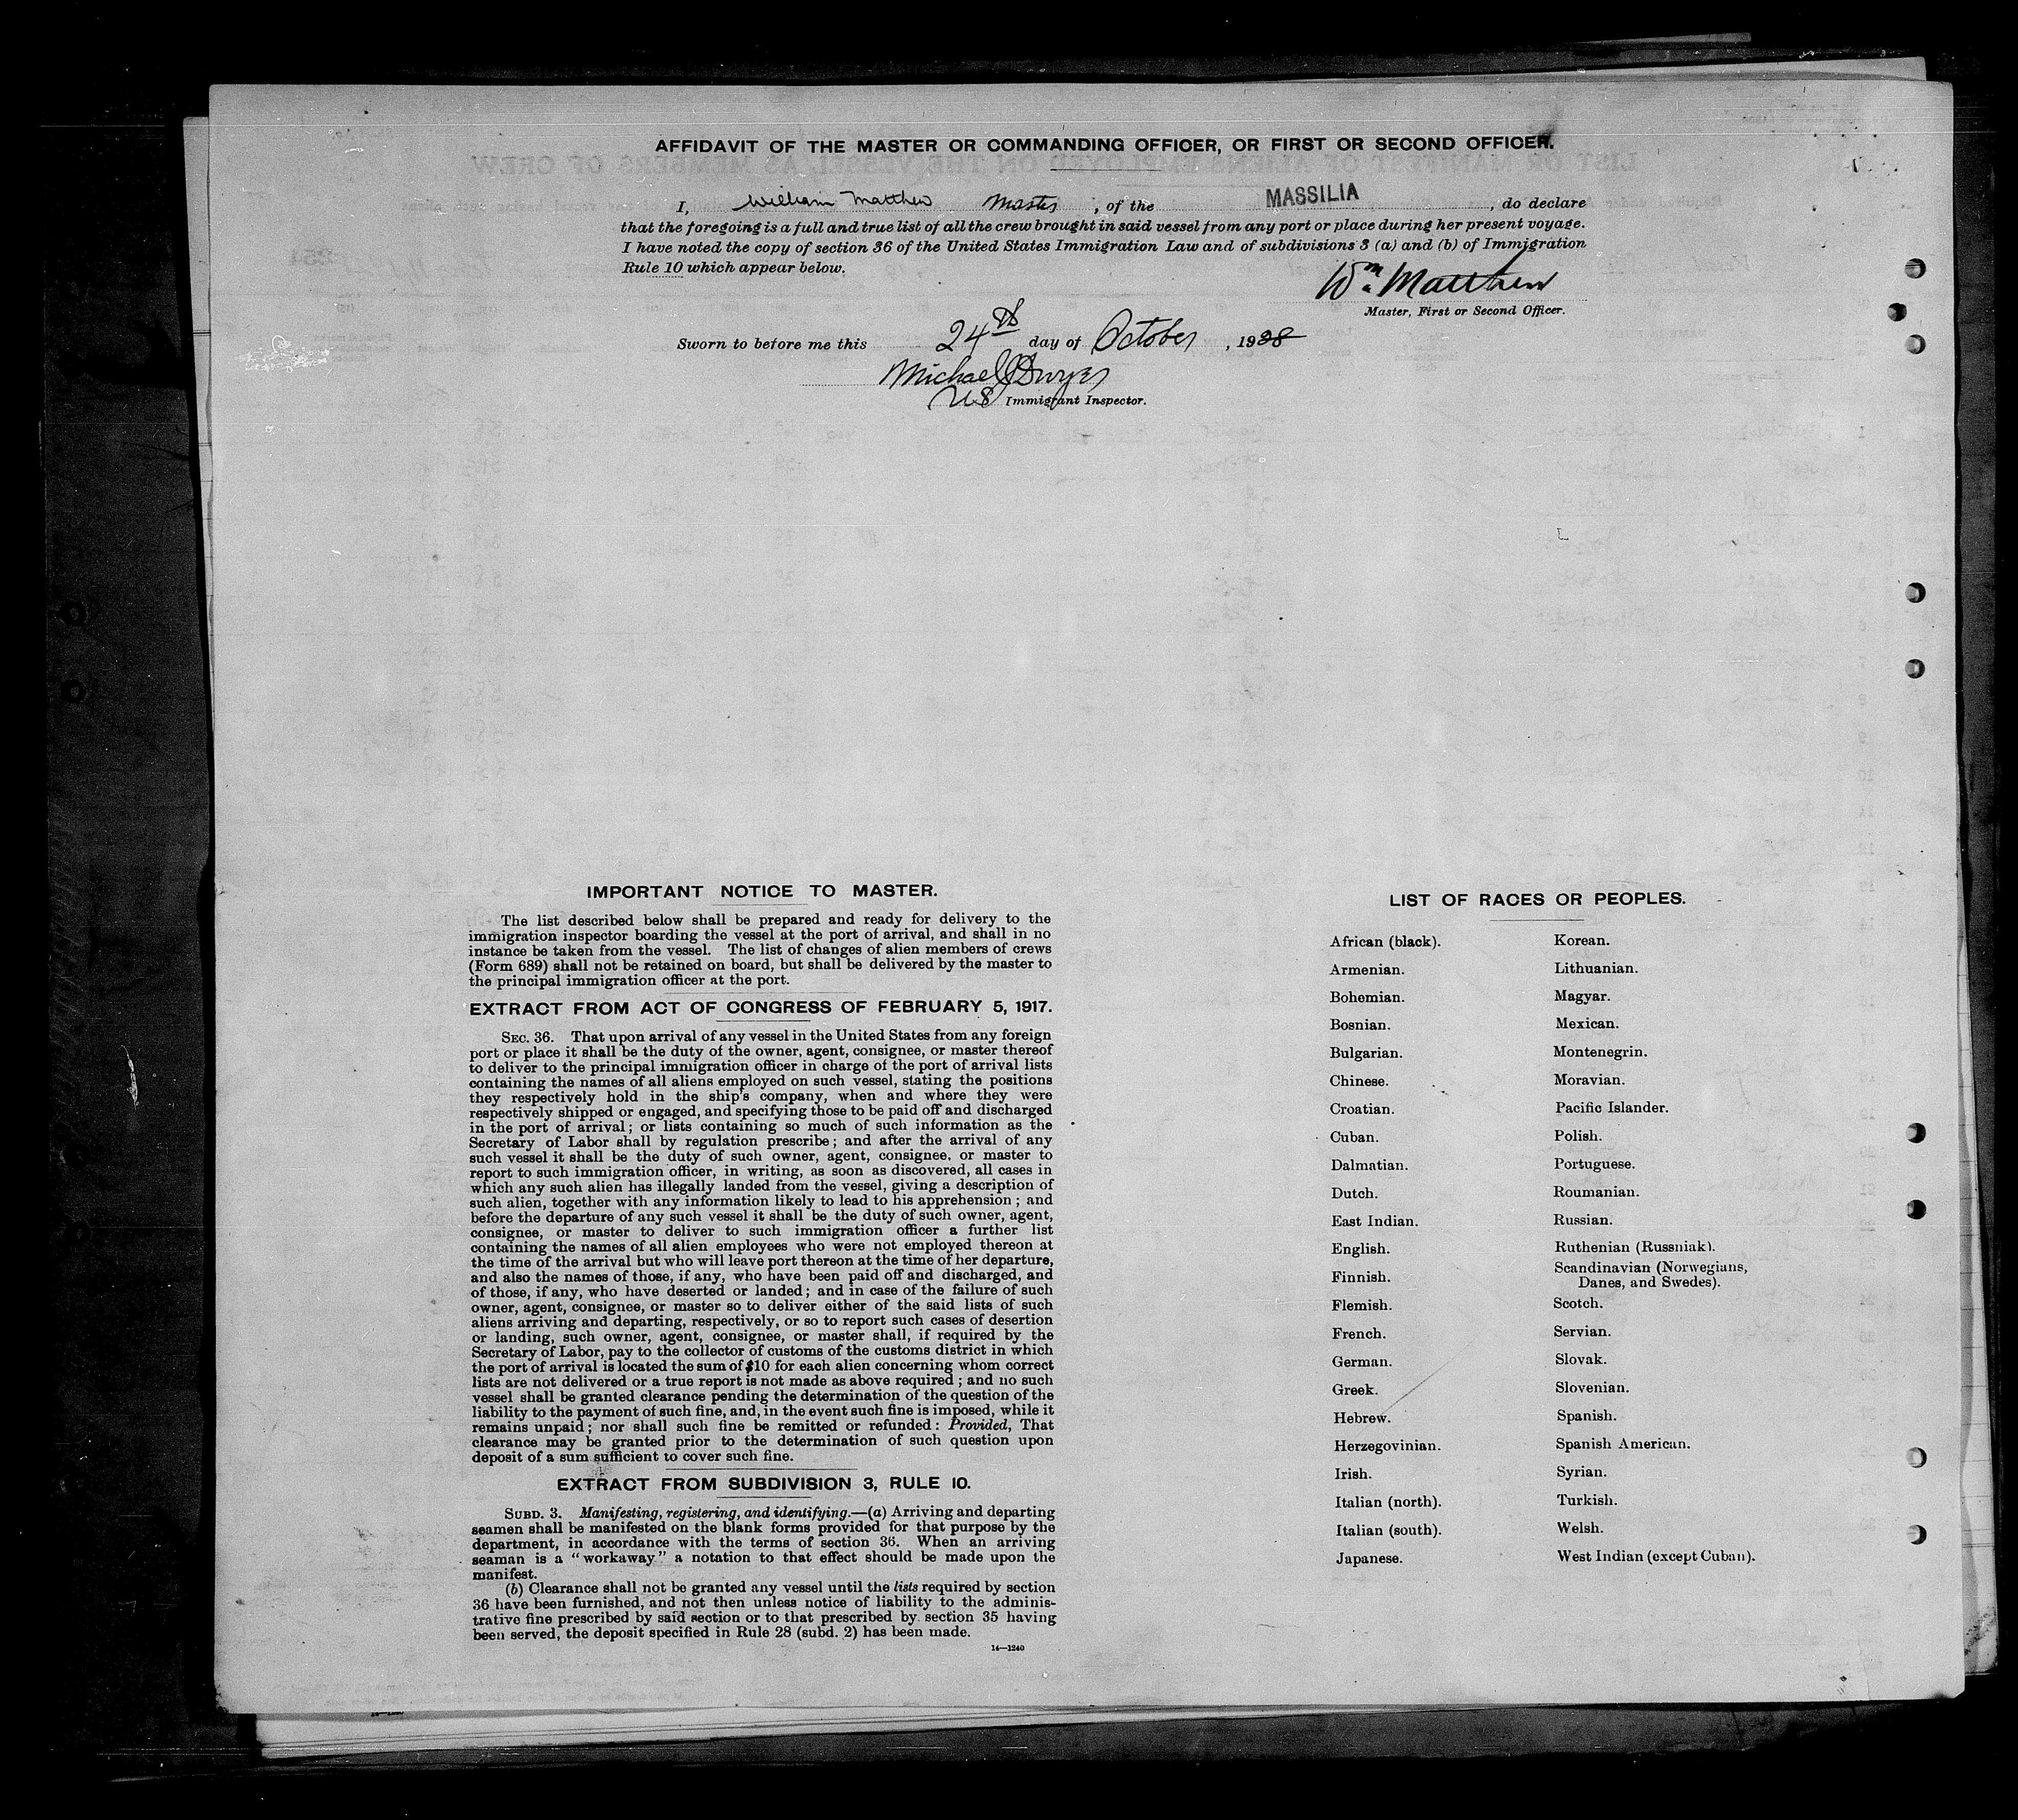 AFFIDAVIT OF THE MASTER OR COMMANDING OFFICER, OR FIRST OR SECOND OFFICER.
I, William Matthew Master, of the MASSILIA, do declare
that the foregoing is a full and true list of all the crew brought in said vessel from any port or place during her present voyage.
I have noted the copy of section 36 of the United States Immigration Law and of subdivisions 3 (a) and (b) of Immigration
Rule 10 which appear below.
Wm. Matthew
Master, First or Second Officer.
Sworn to before me this 24th day of October, 1928
Michael Dwyer
US Immigrant Inspector.
IMPORTANT NOTICE TO MASTER.
The list described below shall be prepared and ready for delivery to the
immigration inspector boarding the vessel at the port of arrival, and shall in no
instance be taken from the vessel. The list of changes of alien members of crews
(Form 689) shall not be retained on board, but shall be delivered by the master to
the principal immigration officer at the port.
EXTRACT FROM ACT OF CONGRESS OF FEBRUARY 5, 1917.
SEC. 36. That upon arrival of any vessel in the United States from any foreign
port or place it shall be the duty of the owner, agent, consignee, or master thereof
to deliver to the principal immigration officer in charge of the port of arrival lists
containing the names of all aliens employed on such vessel, stating the positions
they respectively hold in the ship's company, when and where they were
respectively shipped or engaged, and specifying those to be paid off and discharged
in the port of arrival; or lists containing so much of such information as the
Secretary of Labor shall by regulation prescribe; and after the arrival of any
such vessel it shall be the duty of such owner, agent, consignee, or master to
report to such immigration officer, in writing, as soon as discovered, all cases in
which any such alien has illegally landed from the vessel, giving a description of
such alien, together with any information likely to lead to his apprehension; and
before the departure of any such vessel it shall be the duty of such owner, agent,
consignee, or master to deliver to such immigration officer a further list
containing the names of all alien employees who were not employed thereon at
the time of the arrival but who will leave port thereon at the time of her departure,
and also the names of those, if any, who have been paid off and discharged, and
of those, if any, who have deserted or landed; and in case of the failure of such
owner, agent, consignee, or master so to deliver either of the said lists of such
aliens arriving and departing, respectively, or so to report such cases of desertion
or landing, such owner, agent, consignee, or master shall, if required by the
Secretary of Labor, pay to the collector of customs of the customs district in which
the port of arrival is located the sum of $10 for each alien concerning whom correct
lists are not delivered or a true report is not made as above required; and no such
vessel shall be granted clearance pending the determination of the question of the
liability to the payment of such fine, and, in the event such fine is imposed, while it
remains unpaid; nor shall such fine be remitted or refunded: Provided, That
clearance may be granted prior to the determination of such question upon
deposit of a sum sufficient to cover such fine.
EXTRACT FROM SUBDIVISION 3, RULE 10.
SUBD. 3. Manifesting, registering, and identifying.—(a) Arriving and departing
seamen shall be manifested on the blank forms provided for that purpose by the
department, in accordance with the terms of section 36. When an arriving
seaman is a "workaway" a notation to that effect should be made upon the
manifest.
(b) Clearance shall not be granted any vessel until the lists required by section
36 have been furnished, and not then unless notice of liability to the adminis-
trative fine prescribed by said section or to that prescribed by section 35 having
been served, the deposit specified in Rule 28 (subd. 2) has been made.
14—1240
LIST OF RACES OR PEOPLES.
African (black).
Armenian.
Bohemian.
Bosnian.
Bulgarian.
Chinese.
Croatian.
Cuban.
Dalmatian.
Dutch.
East Indian.
English.
Finnish.
Flemish.
French.
German.
Greek.
Hebrew.
Herzegovinian.
Irish.
Italian (north).
Italian (south).
Japanese.
Korean.
Lithuanian.
Magyar.
Mexican.
Montenegrin.
Moravian.
Pacific Islander.
Polish.
Portuguese.
Roumanian.
Russian.
Ruthenian (Russniak).
Scandinavian (Norwegians,
Danes, and Swedes).
Scotch.
Servian.
Slovak.
Slovenian.
Spanish.
Spanish American.
Syrian.
Turkish.
Welsh.
West Indian (except Cuban).